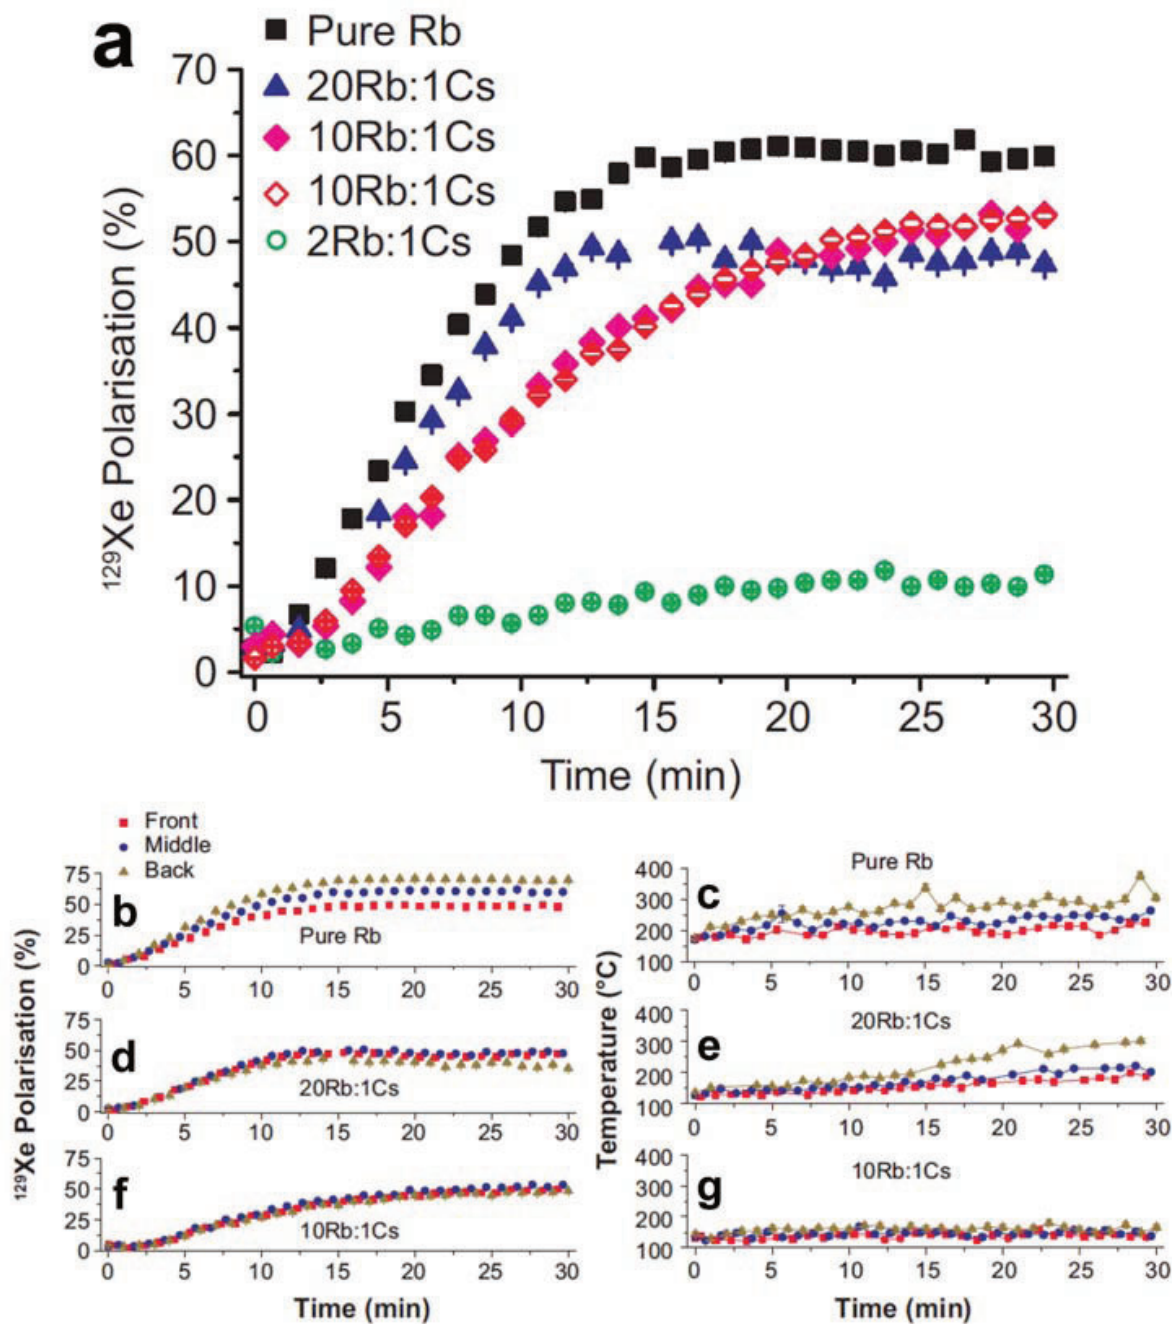 a
Pure Rb
20Rb:1Cs
10Rb:1Cs
10Rb:1Cs
2Rb:1Cs
70
60
50
40
30
20
10
0
¹²⁹Xe Polarisation (%)
0 5 10 15 20 25 30
Time (min)
Front
Middle
Back
b
75
50
25
0
Pure Rb
0 5 10 15 20 25 30
c
Pure Rb
400
300
200
100
0 5 10 15 20 25 30
¹²⁹Xe Polarisation (%)
d
75
50
25
0
20Rb:1Cs
0 5 10 15 20 25 30
Temperature (°C)
e
20Rb:1Cs
400
300
200
100
0 5 10 15 20 25 30
f
75
50
25
0
10Rb:1Cs
0 5 10 15 20 25 30
Time (min)
g
10Rb:1Cs
400
300
200
100
0 5 10 15 20 25 30
Time (min)